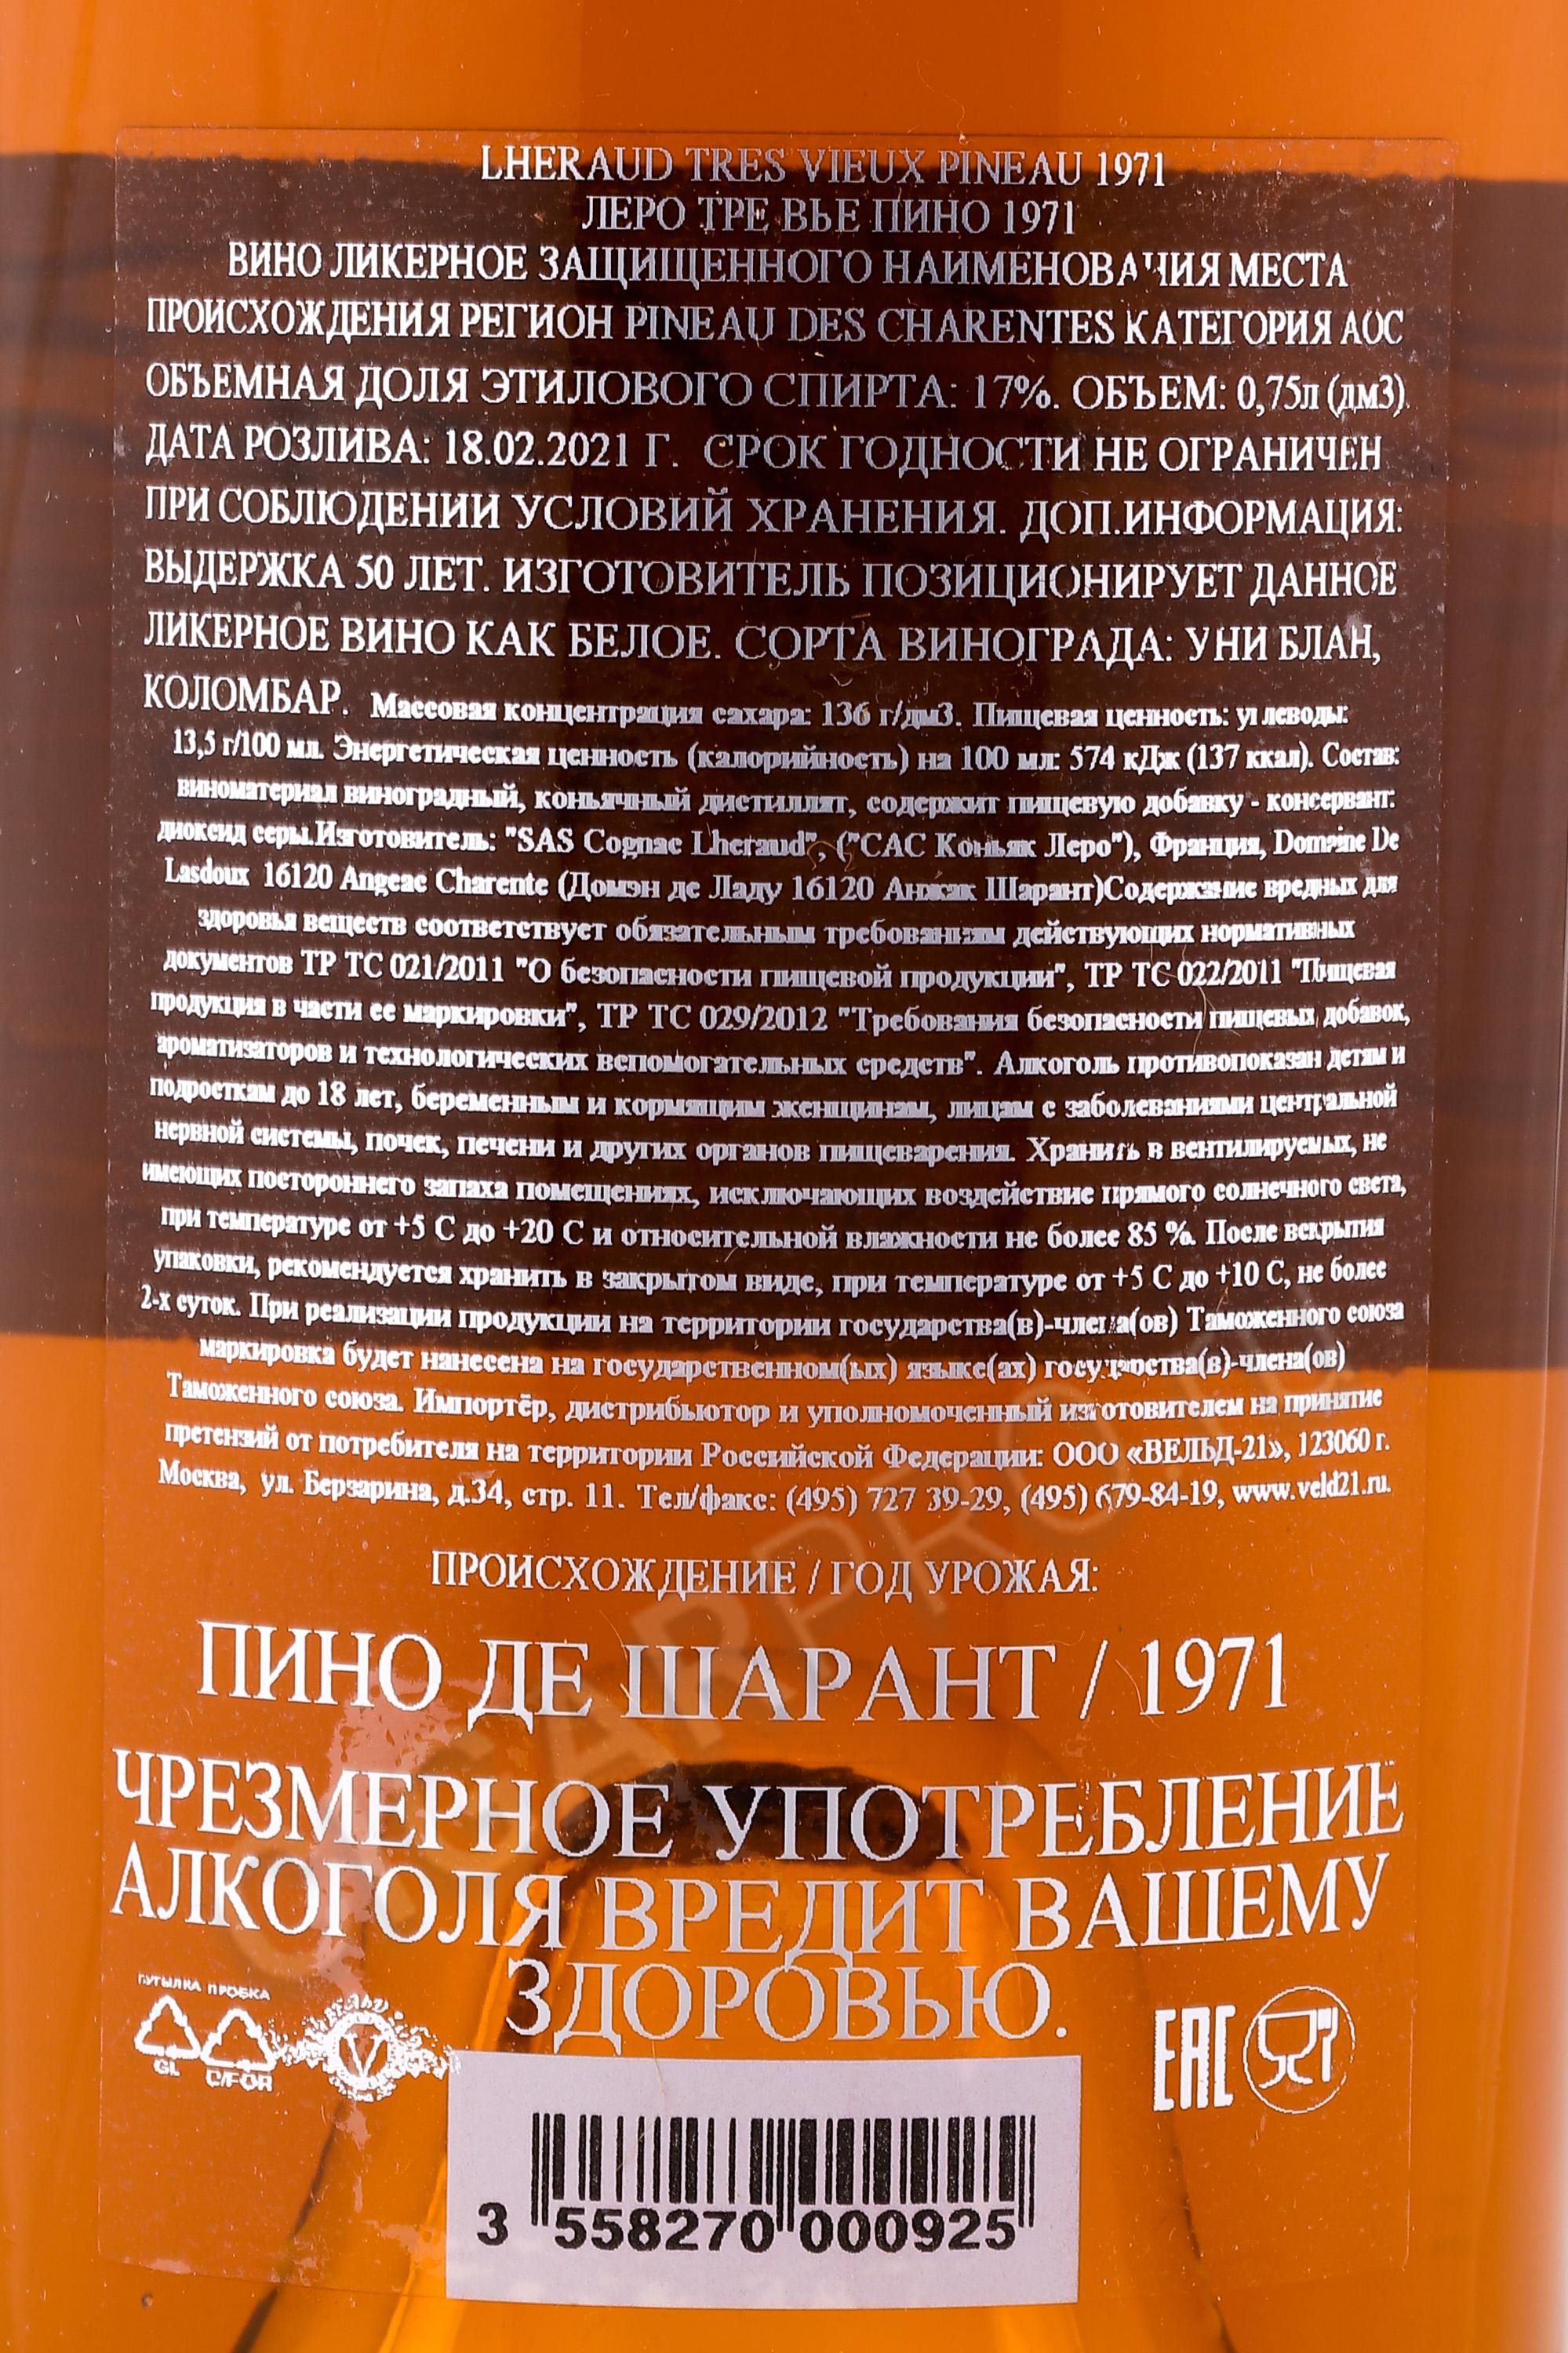 LHERAUD TRES VIEUX PINEAU 1971
ЛЕРО ТРЕ ВЬЕ ПИНО 1971
ВИНО ЛИКЕРНОЕ ЗАЩИЩЕННОГО НАИМЕНОВАНИЯ МЕСТА
ПРОИСХОЖДЕНИЯ РЕГИОН PINEAU DES CHARENTES КАТЕГОРИЯ AOC
ОБЪЕМНАЯ ДОЛЯ ЭТИЛОВОГО СПИРТА: 17%. ОБЪЕМ: 0,75л (дм3).
ДАТА РОЗЛИВА: 18.02.2021 Г. СРОК ГОДНОСТИ НЕ ОГРАНИЧЕН
ПРИ СОБЛЮДЕНИИ УСЛОВИЙ ХРАНЕНИЯ. ДОП.ИНФОРМАЦИЯ:
ВЫДЕРЖКА 50 ЛЕТ. ИЗГОТОВИТЕЛЬ ПОЗИЦИОНИРУЕТ ДАННОЕ
ЛИКЕРНОЕ ВИНО КАК БЕЛОЕ. СОРТА ВИНОГРАДА: УНИ БЛАН,
КОЛОМБАР. Массовая концентрация сахара: 136 г/дм3. Пищевая ценность: углеводы:
13,5 г/100 мл. Энергетическая ценность (калорийность) на 100 мл: 574 кДж (137 ккал). Состав:
виноматериал виноградный, коньячный дистиллят, содержит пищевую добавку - консервант:
диоксид серы.Изготовитель: "SAS Cognac Lheraud", ("САС Коньяк Леро"), Франция, Domaine De
Lasdoux 16120 Angeac Charente (Домэн де Ладу 16120 Анжак Шарант)Содержание вредных для
здоровья веществ соответствует обязательным требованиям действующих нормативных
документов ТР ТС 021/2011 "О безопасности пищевой продукции", ТР ТС 022/2011 "Пищевая
продукция в части ее маркировки", ТР ТС 029/2012 "Требования безопасности пищевых добавок,
ароматизаторов и технологических вспомогательных средств". Алкоголь противопоказан детям и
подросткам до 18 лет, беременным и кормящим женщинам, лицам с заболеваниями центральной
нервной системы, почек, печени и других органов пищеварения. Хранить в вентилируемых, не
имеющих постороннего запаха помещениях, исключающих воздействие прямого солнечного света,
при температуре от +5 С до +20 С и относительной влажности не более 85 %. После вскрытия
упаковки, рекомендуется хранить в закрытом виде, при температуре от +5 С до +10 С, не более
2-х суток. При реализации продукции на территории государства(в)-члена(ов) Таможенного союза
маркировка будет нанесена на государственном(ых) языке(ах) государства(в)-члена(ов)
Таможенного союза. Импортёр, дистрибьютор и уполномоченный изготовителем на принятие
претензий от потребителя на территории Российской Федерации: ООО «ВЕЛЬД-21», 123060 г.
Москва, ул. Берзарина, д.34, стр. 11. Тел/факс: (495) 727 39-29, (495) 679-84-19, www.veld21.ru.
ПРОИСХОЖДЕНИЕ / ГОД УРОЖАЯ:
ПИНО ДЕ ШАРАНТ / 1971
ЧРЕЗМЕРНОЕ УПОТРЕБЛЕНИЕ
АЛКОГОЛЯ ВРЕДИТ ВАШЕМУ
ЗДОРОВЬЮ.
БУТЫЛКА ПРОБКА
GL C/FOR
EAC
3 558270 000925
CIGARPRO.RU